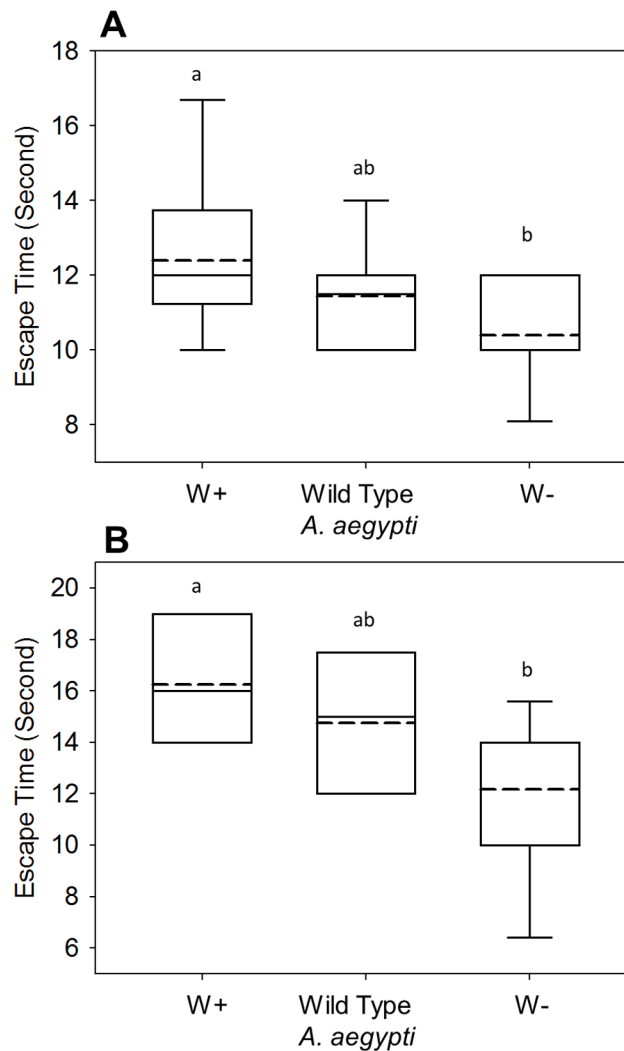 A
18
16
14
12
10
8
Escape Time (Second)
a
ab
b
W+
Wild Type
W-
A. aegypti
B
20
18
16
14
12
10
8
6
Escape Time (Second)
a
ab
b
W+
Wild Type
W-
A. aegypti